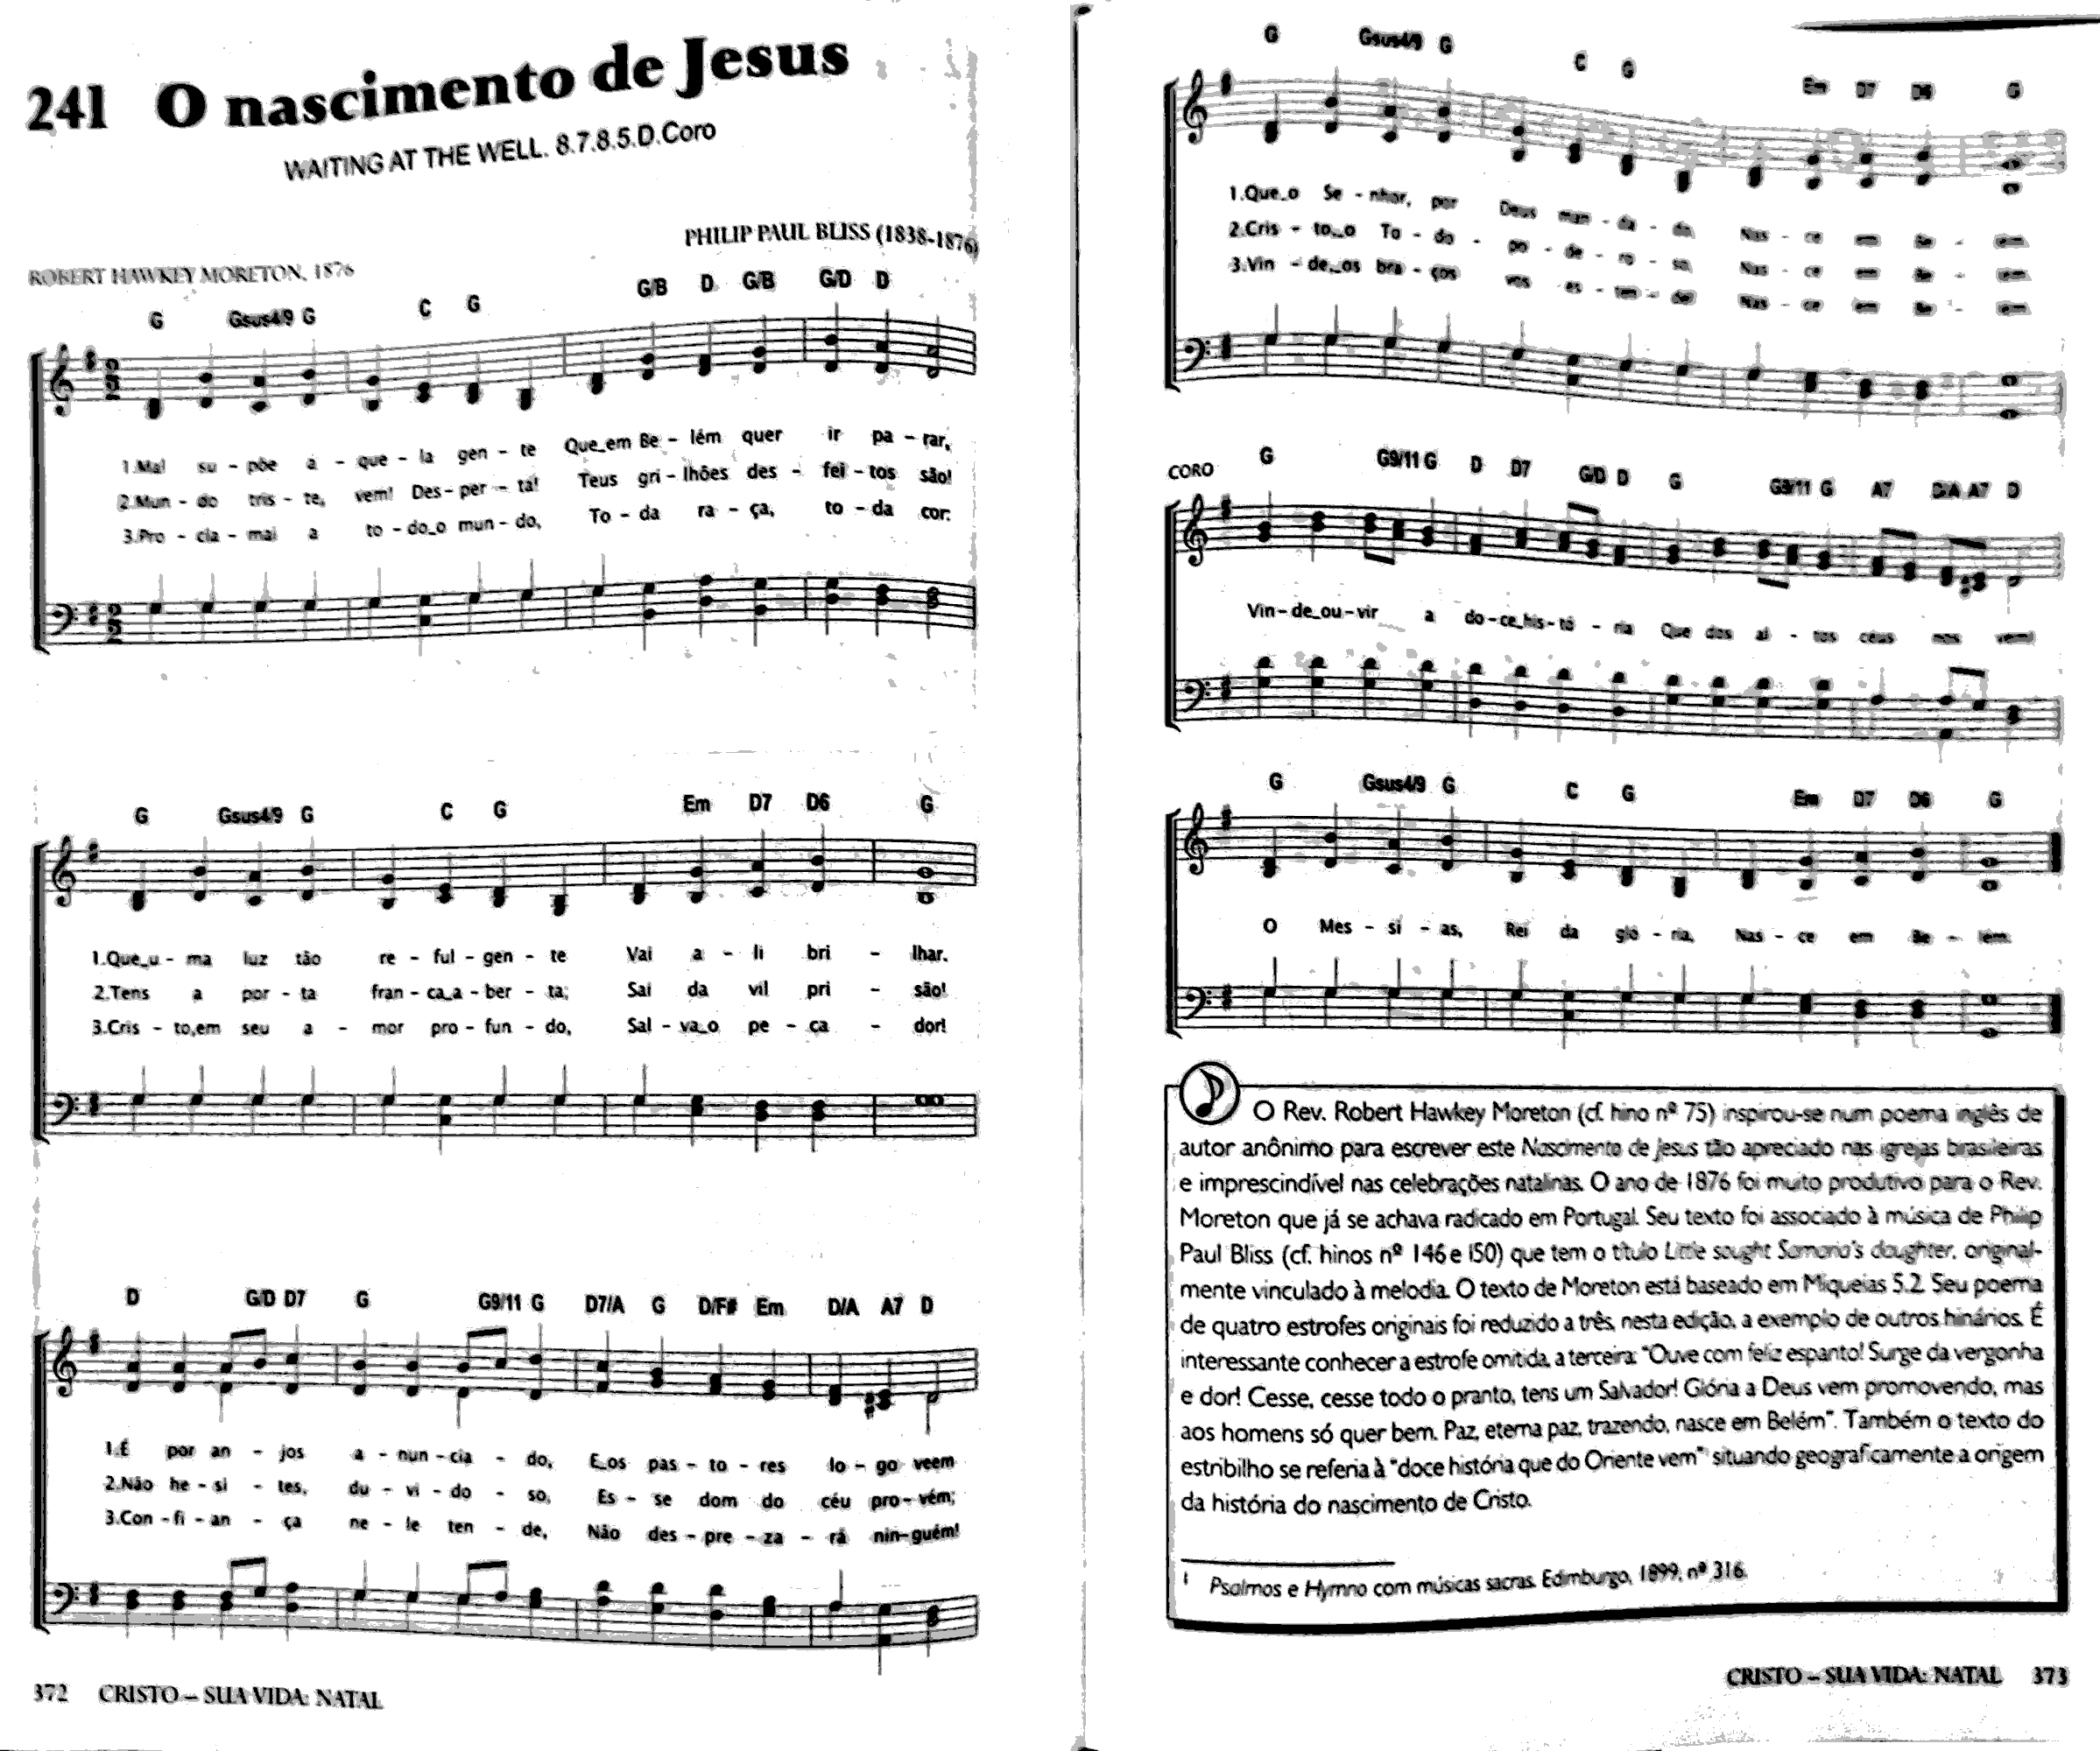 241 O nascimento de Jesus
WAITING AT THE WELL. 8.7.8.5.D.Coro
PHILIP PAUL BLISS (1838-1876)
ROBERT HAWKEY MORETON, 1876
G Gsus4/9 G C G G/B D G/B G/D D
1.Mal su - põe a - que - la gen - te Que_em Be - lém quer ir pa - rar,
2.Mun - do tris - te, vem! Des - per - ta! Teus gri - lhões des - fei - tos são!
3.Pro - cla - mai a to - do_o mun - do, To - da ra - ça, to - da cor:
G Gsus4/9 G C G Em D7 D6 G
1.Que_u - ma luz tão re - ful - gen - te Vai a - li bri - lhar.
2.Tens a por - ta fran - ca_a - ber - ta; Sai da vil pri - são!
3.Cris - to,em seu a - mor pro - fun - do, Sal - va_o pe - ca - dor!
D G/D D7 G G9/11 G D7/A G D/F# Em D/A A7 D
1.É por an - jos a - nun - cia - do, E_os pas - to - res lo - go veem
2.Não he - si - tes, du - vi - do - so, Es - se dom do céu pro - vém;
3.Con - fi - an - ça ne - le ten - de, Não des - pre - za - rá nin - guém!
372 CRISTO – SUA VIDA: NATAL
G Gsus4/9 G C G Em D7 D6 G
1.Que_o Se - nhor, por Deus man - da - do, Nas - ce em Be - lém.
2.Cris - to,_o To - do - po - de - ro - so, Nas - ce em Be - lém.
3.Vin - de,_os bra - ços vos es - ten - de! Nas - ce em Be - lém.
CORO G G9/11 G D D7 G/D D G G9/11 G A7 D/A A7 D
Vin - de_ou - vir a do - ce_his - tó - ria Que dos al - tos céus nos vem!
G Gsus4/9 G C G Em D7 D6 G
O Mes - si - as, Rei da gló - ria, Nas - ce em Be - lém.
O Rev. Robert Hawkey Moreton (cf. hino nº 75) inspirou-se num poema inglês de
autor anônimo para escrever este Nascimento de Jesus tão apreciado nas igrejas brasileiras
e imprescindível nas celebrações natalinas. O ano de 1876 foi muito produtivo para o Rev.
Moreton que já se achava radicado em Portugal. Seu texto foi associado à música de Philip
Paul Bliss (cf. hinos nº 146 e 150) que tem o título Little sought Samaria's daughter, original-
mente vinculado à melodia. O texto de Moreton está baseado em Miqueias 5.2. Seu poema
de quatro estrofes originais foi reduzido a três, nesta edição, a exemplo de outros hinários. É
interessante conhecer a estrofe omitida, a terceira: "Ouve com feliz espanto! Surge da vergonha
e dor! Cesse, cesse todo o pranto, tens um Salvador! Glória a Deus vem promovendo, mas
aos homens só quer bem. Paz, eterna paz, trazendo, nasce em Belém". Também o texto do
estribilho se referia à "doce história que do Oriente vem"¹ situando geograficamente a origem
da história do nascimento de Cristo.
1 Psalmos e Hymno com músicas sacras. Edimburgo, 1899, nº 316.
CRISTO – SUA VIDA: NATAL 373